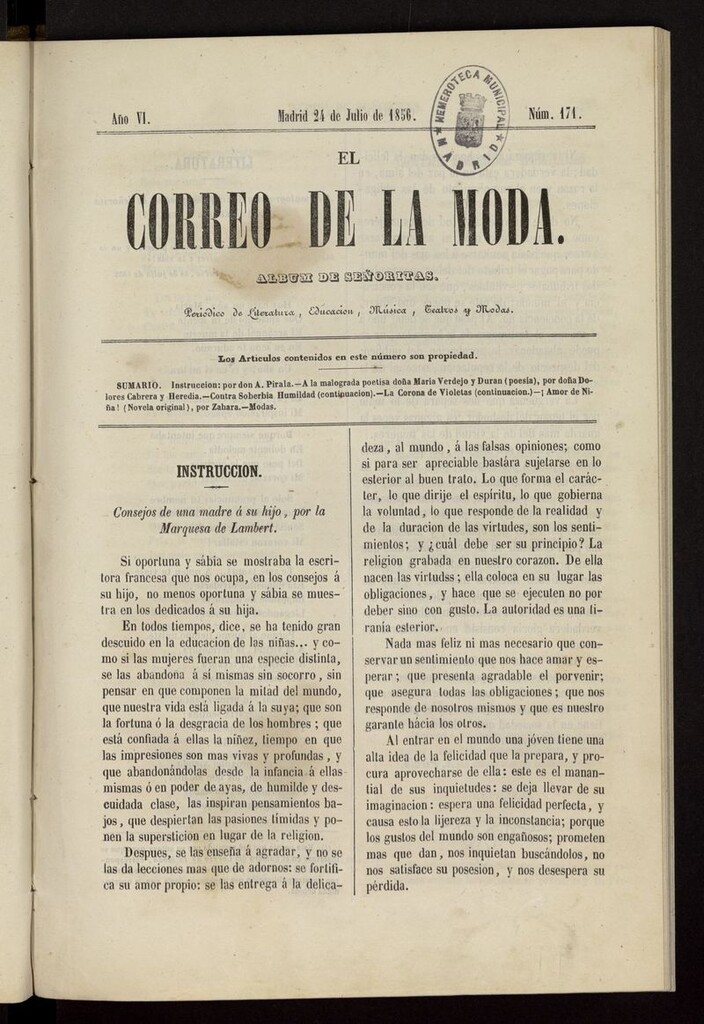 Año VI.
Madrid 24 de Julio de 1856.
Núm. 171.
HEMEROTECA MUNICIPAL
MADRID
EL
CORREO DE LA MODA.
ALBUM DE SEÑORITAS.
Periódico de Literatura, Educacion, Música, Teatros y Modas.
Los Artículos contenidos en este número son propiedad.
SUMARIO. Instruccion: por don A. Pirala.—A la malograda poetisa doña Maria Verdejo y Duran (poesía), por doña Do-
lores Cabrera y Heredia.—Contra Soberbia Humildad (continuacion).—La Corona de Violetas (continuacion.)—¡Amor de Ni-
ña! (Novela original), por Zahara.—Modas.
INSTRUCCION.
Consejos de una madre á su hijo, por la
Marquesa de Lambert.
Si oportuna y sábia se mostraba la escri-
tora francesa que nos ocupa, en los consejos á
su hijo, no menos oportuna y sábia se mues-
tra en los dedicados á su hija.
En todos tiempos, dice, se ha tenido gran
descuido en la educacion de las niñas... y co-
mo si las mujeres fueran una especie distinta,
se las abandona á sí mismas sin socorro, sin
pensar en que componen la mitad del mundo,
que nuestra vida está ligada á la suya; que son
la fortuna ó la desgracia de los hombres; que
está confiada á ellas la niñez, tiempo en que
las impresiones son mas vivas y profundas, y
que abandonándolas desde la infancia á ellas
mismas ó en poder de ayas, de humilde y des-
cuidada clase, las inspiran pensamientos ba-
jos, que despiertan las pasiones tímidas y po-
nen la supersticion en lugar de la religion.
Despues, se las enseña á agradar, y no se
las da lecciones mas que de adornos: se fortifi-
ca su amor propio: se las entrega á la delica-
deza, al mundo, á las falsas opiniones; como
si para ser apreciable bastára sujetarse en lo
esterior al buen trato. Lo que forma el carác-
ter, lo que dirije el espíritu, lo que gobierna
la voluntad, lo que responde de la realidad y
de la duracion de las virtudes, son los senti-
mientos; y ¿cuál debe ser su principio? La
religion grabada en nuestro corazon. De ella
nacen las virtudss; ella coloca en su lugar las
obligaciones, y hace que se ejecuten no por
deber sino con gusto. La autoridad es una ti-
ranía esterior.
Nada mas feliz ni mas necesario que con-
servar un sentimiento que nos hace amar y es-
perar; que presenta agradable el porvenir;
que asegura todas las obligaciones; que nos
responde de nosotros mismos y que es nuestro
garante hácia los otros.
Al entrar en el mundo una jóven tiene una
alta idea de la felicidad que la prepara, y pro-
cura aprovecharse de ella: este es el manan-
tial de sus inquietudes: se deja llevar de su
imaginacion: espera una felicidad perfecta, y
causa esto la lijereza y la inconstancia; porque
los gustos del mundo son engañosos; prometen
mas que dan, nos inquietan buscándolos, no
nos satisface su posesion, y nos desespera su
pérdida.